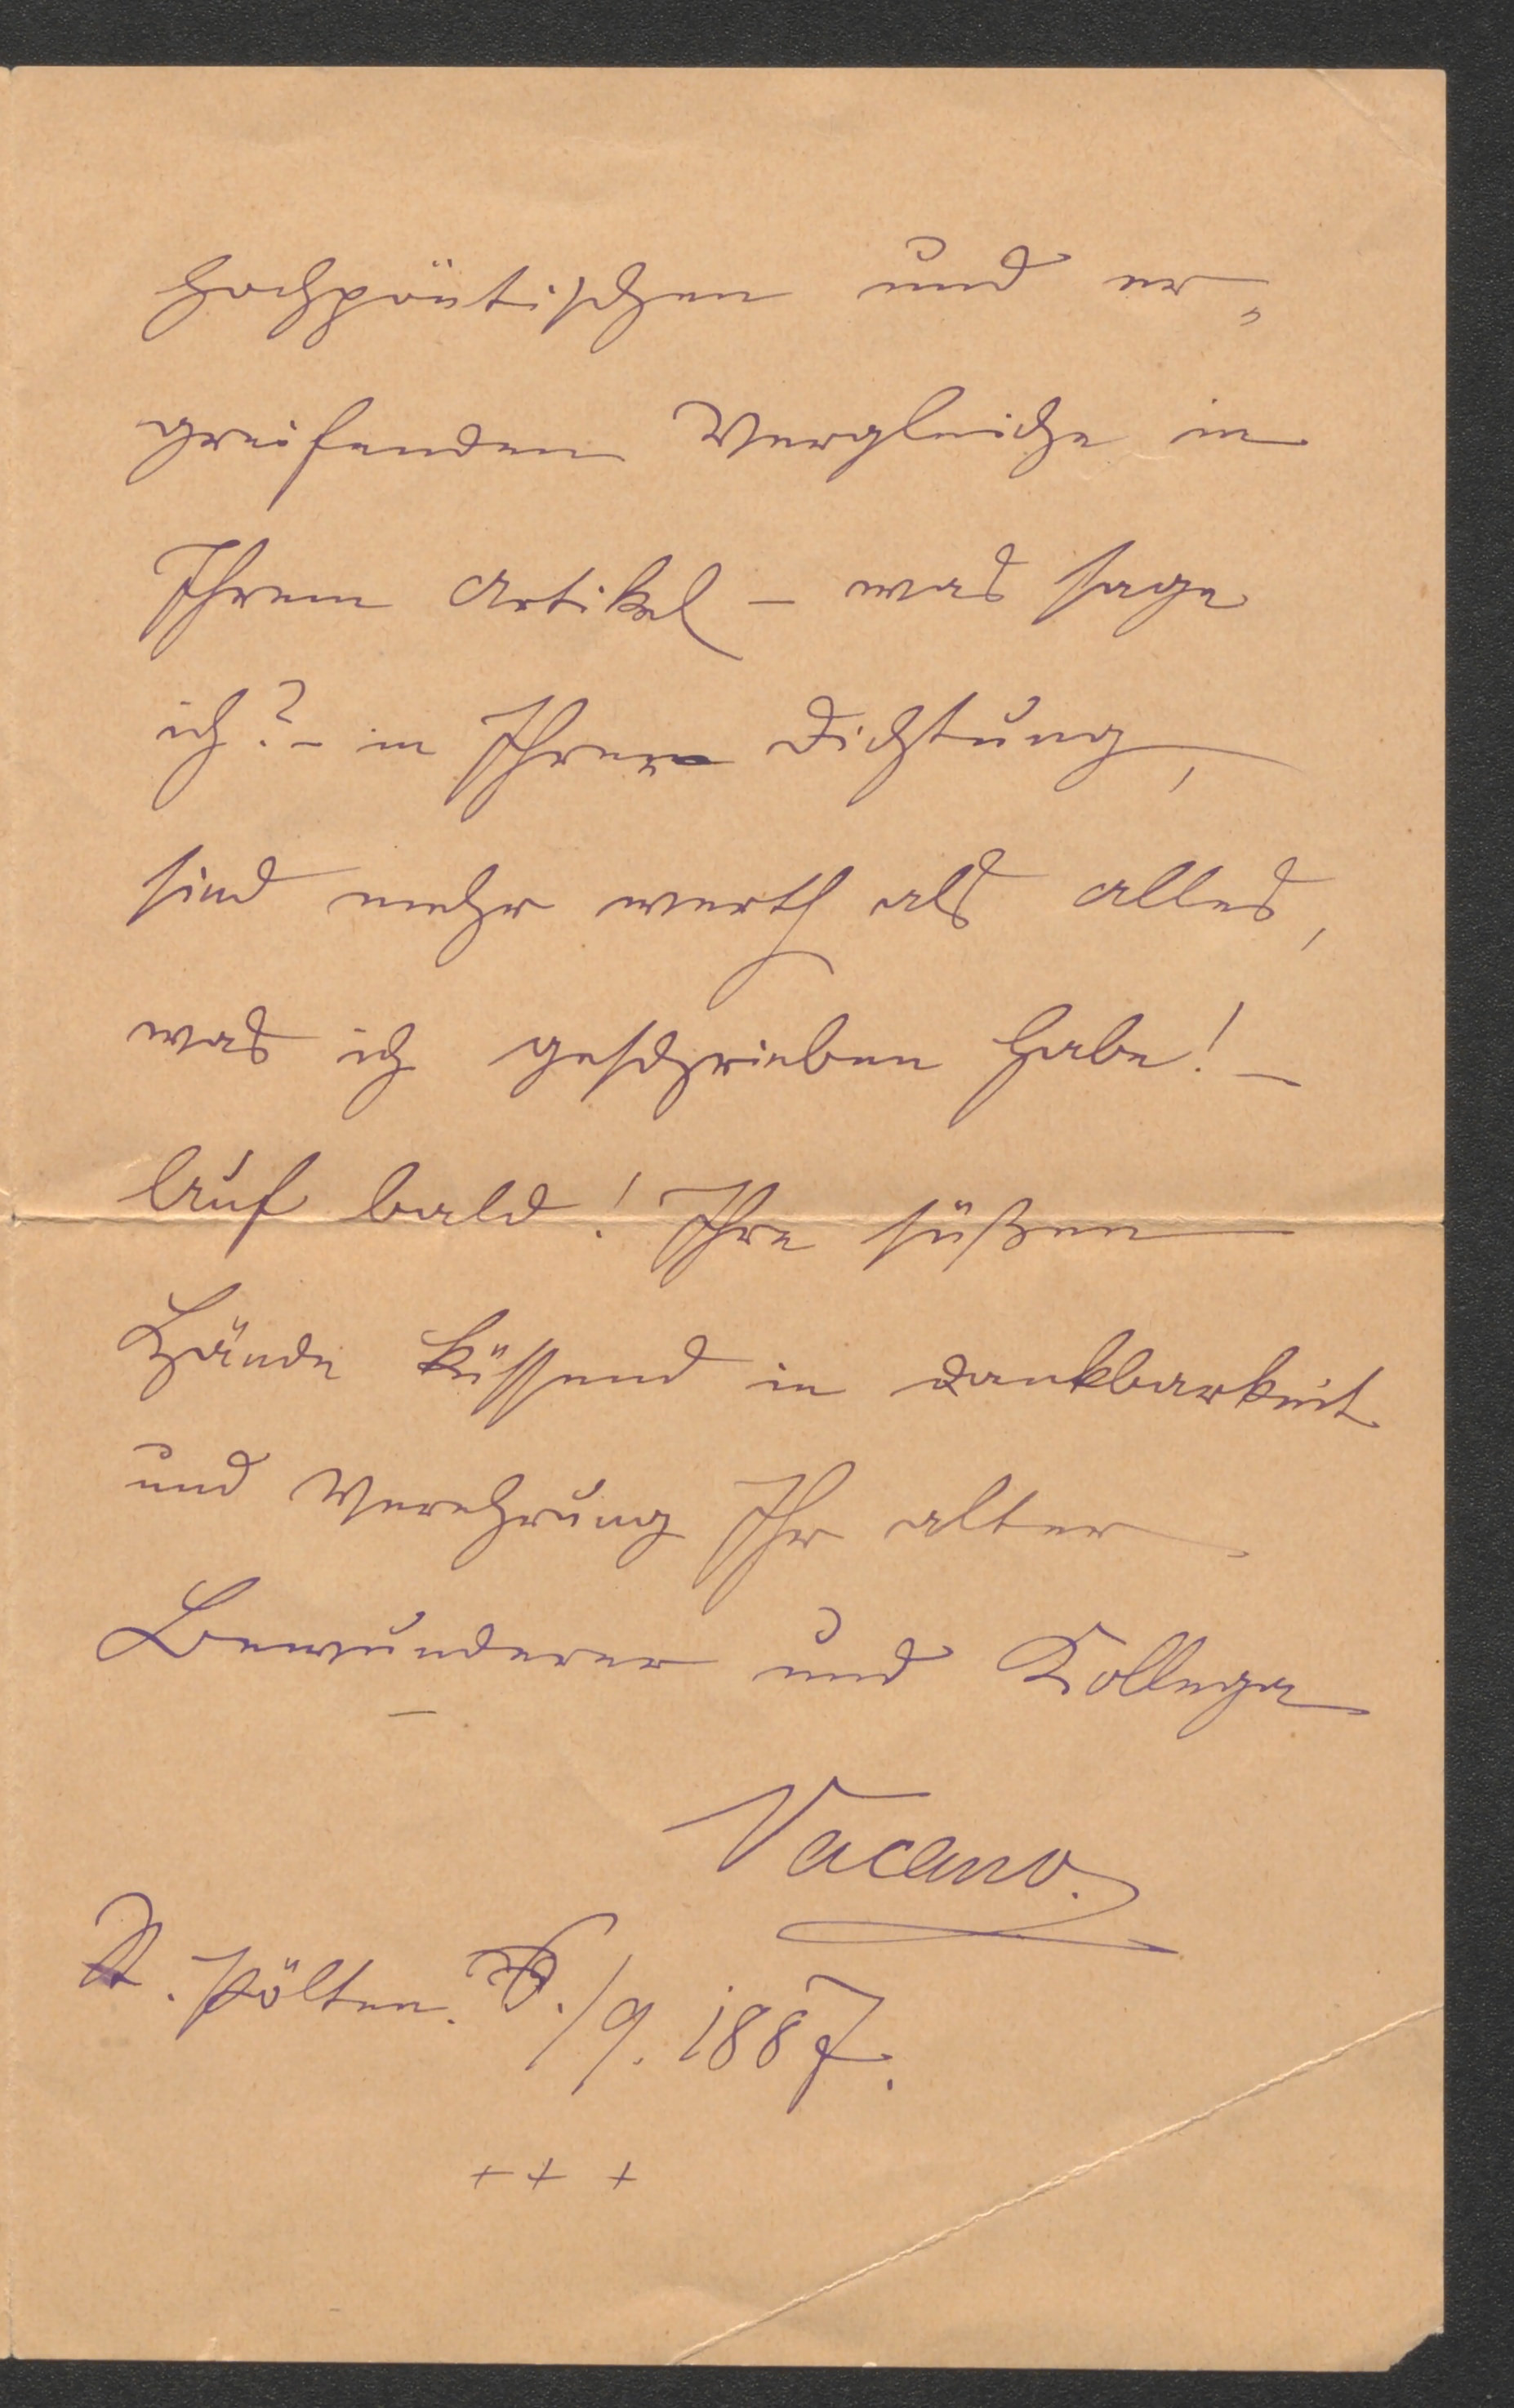 hochpöetischen und er-
greifenden Vergleiche in
Ihrem Artikel – was sage
ich? – in Ihrer Dichtung,
sind mehr werth als alles,
was ich geschrieben habe! –
Auf bald! Ihre süßen
Hände küssend in Dankbarkeit
und Verehrung Ihr alter
Bewunderer und Kollege
Vacano.
St. Pölten. /9. 1887.
+ + +